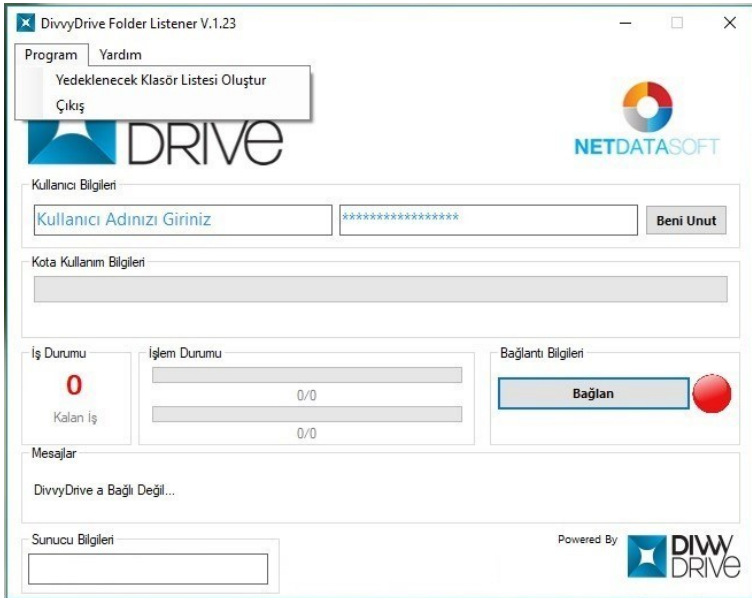 DivvyDrive Folder Listener V.1.23
Program Yardım
Yedeklenecek Klasör Listesi Oluştur
Çıkış
DRIVE
NETDATASOFT
Kullanıcı Bilgileri
Kullanıcı Adınızı Giriniz ***************** Beni Unut
Kota Kullanım Bilgileri
İş Durumu İşlem Durumu Bağlantı Bilgileri
0
Kalan İş
0/0
0/0
Bağlan
Mesajlar
DivvyDrive a Bağlı Değil...
Sunucu Bilgileri
Powered By
DIVVY
DRIVE